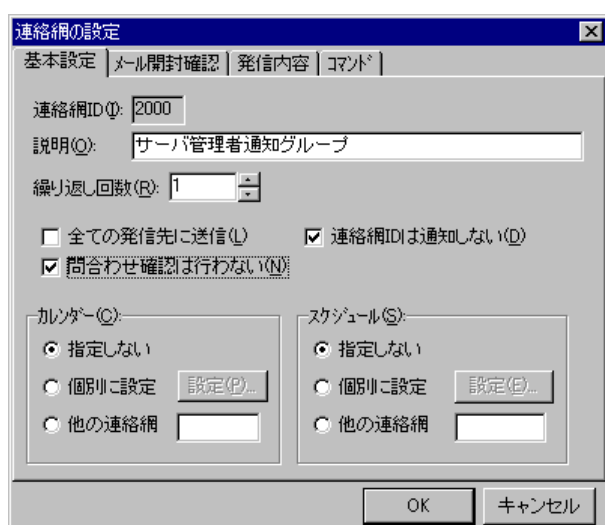 連絡網の設定
基本設定 メール開封確認 発信内容 コマンド
連絡網ID(I): 2000
説明(O): サーバ管理者通知グループ
繰り返し回数(R): 1
全ての発信先に送信(L) 連絡網IDは通知しない(D)
問合わせ確認は行わない(N)
カレンダー(C): スケジュール(S):
指定しない 指定しない
個別に設定 設定(P)... 個別に設定 設定(E)...
他の連絡網 他の連絡網
OK キャンセル